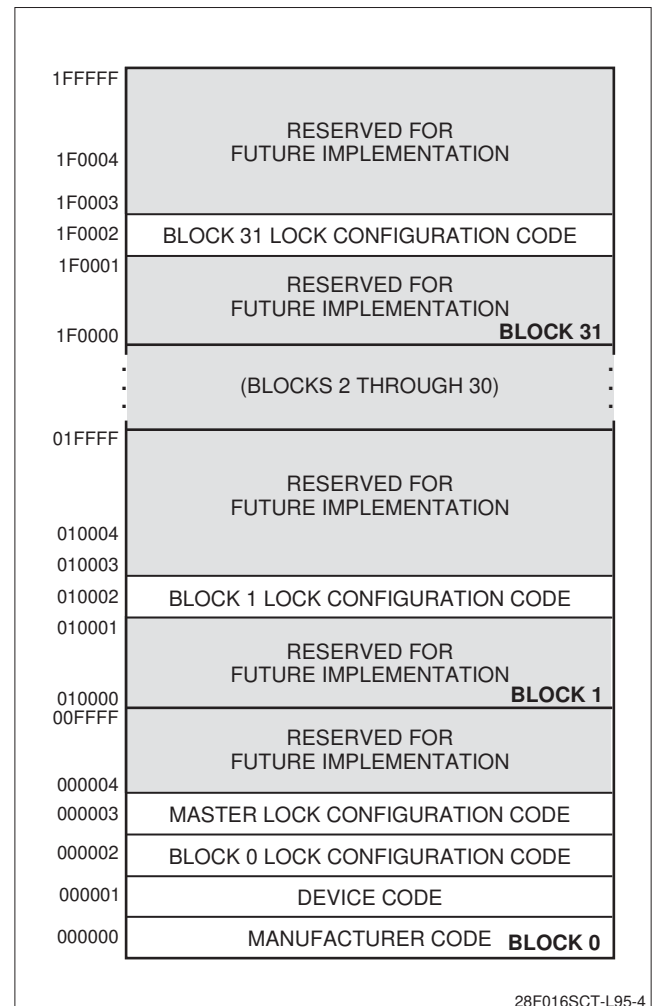 1FFFFF
RESERVED FOR
FUTURE IMPLEMENTATION
1F0004
1F0003
1F0002 BLOCK 31 LOCK CONFIGURATION CODE
1F0001
RESERVED FOR
FUTURE IMPLEMENTATION
BLOCK 31
1F0000
(BLOCKS 2 THROUGH 30)
01FFFF
RESERVED FOR
FUTURE IMPLEMENTATION
010004
010003
010002 BLOCK 1 LOCK CONFIGURATION CODE
010001
RESERVED FOR
FUTURE IMPLEMENTATION
BLOCK 1
010000
00FFFF
RESERVED FOR
FUTURE IMPLEMENTATION
000004
000003 MASTER LOCK CONFIGURATION CODE
000002 BLOCK 0 LOCK CONFIGURATION CODE
000001 DEVICE CODE
000000 MANUFACTURER CODE BLOCK 0
28F016SCT-L95-4